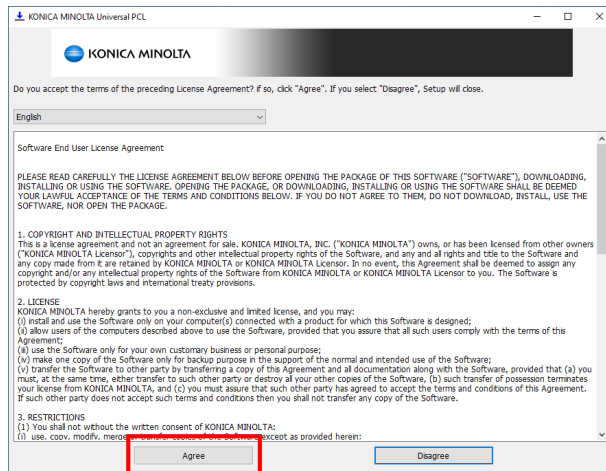 KONICA MINOLTA Universal PCL
KONICA MINOLTA
Do you accept the terms of the preceding License Agreement? if so, click "Agree". If you select "Disagree", Setup will close.
English
Software End User License Agreement
PLEASE READ CAREFULLY THE LICENSE AGREEMENT BELOW BEFORE OPENING THE PACKAGE OF THIS SOFTWARE ("SOFTWARE"), DOWNLOADING,
INSTALLING OR USING THE SOFTWARE. OPENING THE PACKAGE, OR DOWNLOADING, INSTALLING OR USING THE SOFTWARE SHALL BE DEEMED
YOUR LAWFUL ACCEPTANCE OF THE TERMS AND CONDITIONS BELOW. IF YOU DO NOT AGREE TO THEM, DO NOT DOWNLOAD, INSTALL, USE THE
SOFTWARE, NOR OPEN THE PACKAGE.
1. COPYRIGHT AND INTELLECTUAL PROPERTY RIGHTS
This is a license agreement and not an agreement for sale. KONICA MINOLTA, INC. ("KONICA MINOLTA") owns, or has been licensed from other owners
("KONICA MINOLTA Licensor"), copyrights and other intellectual property rights of the Software, and any and all rights and title to the Software and
any copy made from it are retained by KONICA MINOLTA or KONICA MINOLTA Licensor. In no event, this Agreement shall be deemed to assign any
copyright and/or any intellectual property rights of the Software from KONICA MINOLTA or KONICA MINOLTA Licensor to you. The Software is
protected by copyright laws and international treaty provisions.
2. LICENSE
KONICA MINOLTA hereby grants to you a non-exclusive and limited license, and you may:
(i) install and use the Software only on your computer(s) connected with a product for which this Software is designed;
(ii) allow users of the computers described above to use the Software, provided that you assure that all such users comply with the terms of this
Agreement;
(iii) use the Software only for your own customary business or personal purpose;
(iv) make one copy of the Software only for backup purpose in the support of the normal and intended use of the Software;
(v) transfer the Software to other party by transferring a copy of this Agreement and all documentation along with the Software, provided that (a) you
must, at the same time, either transfer to such other party or destroy all your other copies of the Software, (b) such transfer of possession terminates
your license from KONICA MINOLTA, and (c) you must assure that such other party has agreed to accept the terms and conditions of this Agreement.
If such other party does not accept such terms and conditions then you shall not transfer any copy of the Software.
3. RESTRICTIONS
(1) You shall not without the written consent of KONICA MINOLTA:
(i) use, copy, modify, merge or transfer copies of the Software except as provided herein;
Agree
Disagree